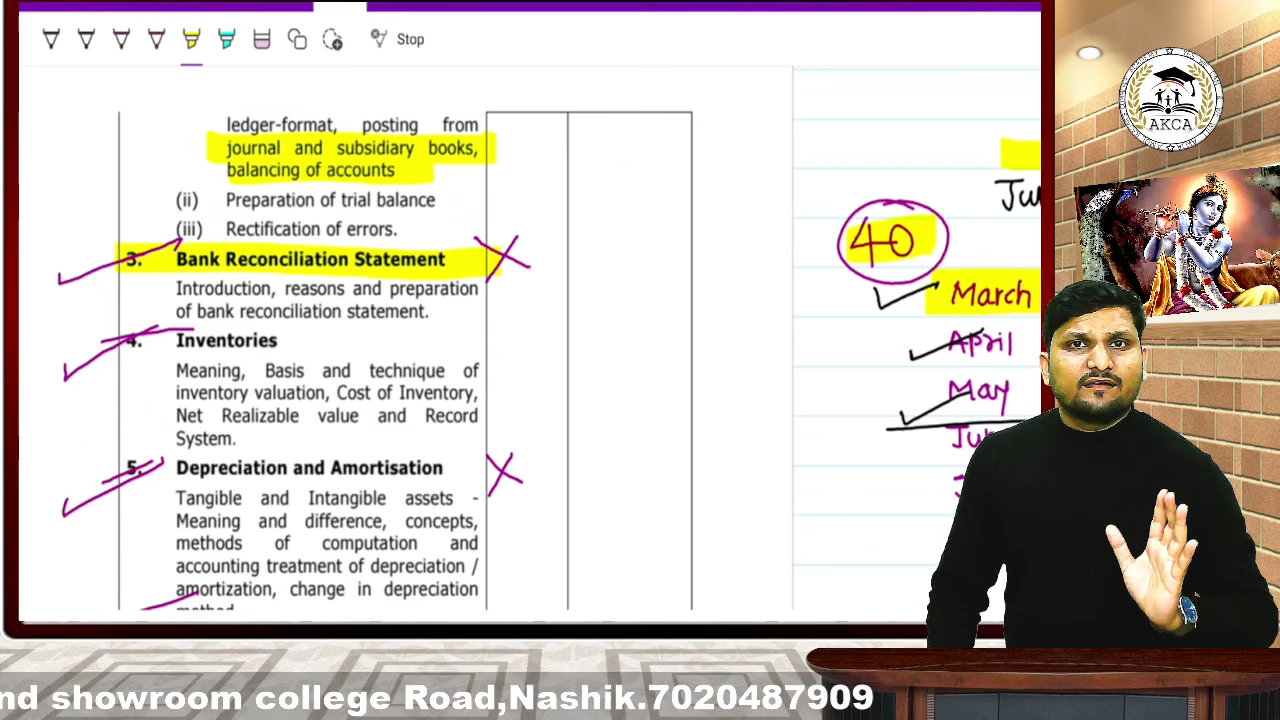 Stop
AKCA
ledger-format, posting from
journal and subsidiary books,
balancing of accounts
(ii) Preparation of trial balance
(iii) Rectification of errors.
3. Bank Reconciliation Statement
Introduction, reasons and preparation
of bank reconciliation statement.
4. Inventories
Meaning, Basis and technique of
inventory valuation, Cost of Inventory,
Net Realizable value and Record
System.
5. Depreciation and Amortisation
Tangible and Intangible assets -
Meaning and difference, concepts,
methods of computation and
accounting treatment of depreciation /
amortization, change in depreciation
40
March
April
May
nd showroom college Road,Nashik.7020487909